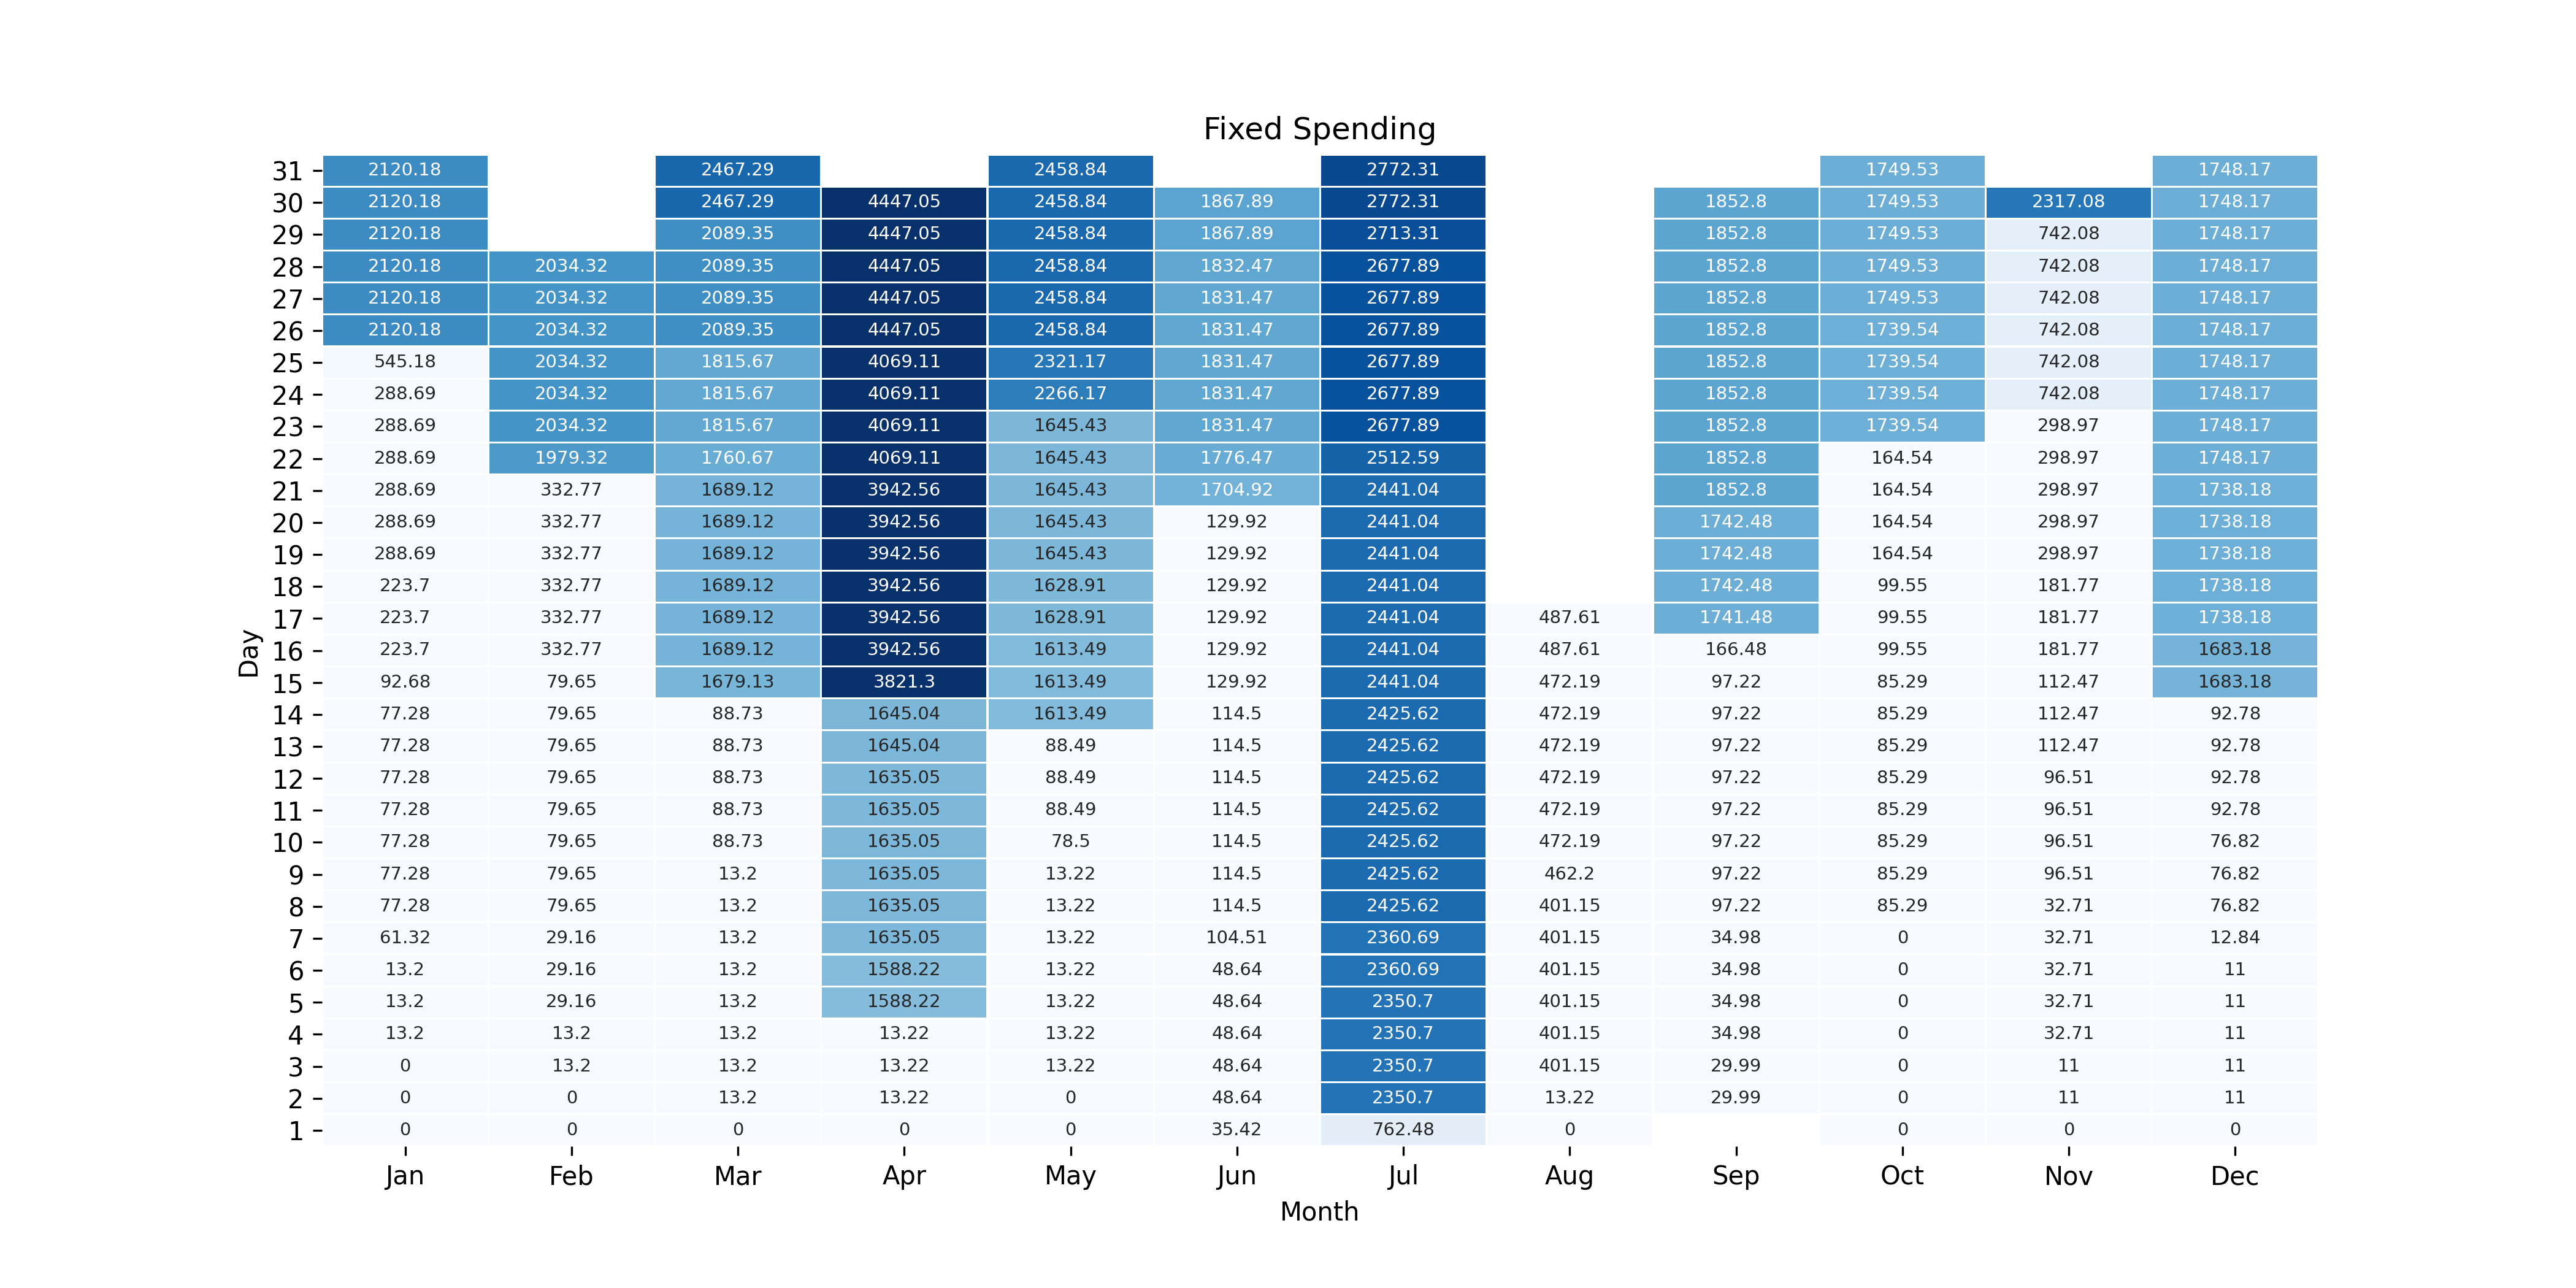 Fixed Spending
31 2120.18 2467.29 2458.84 2772.31 1749.53 1748.17
30 2120.18 2467.29 4447.05 2458.84 1867.89 2772.31 1852.8 1749.53 2317.08 1748.17
29 2120.18 2089.35 4447.05 2458.84 1867.89 2713.31 1852.8 1749.53 742.08 1748.17
28 2120.18 2034.32 2089.35 4447.05 2458.84 1832.47 2677.89 1852.8 1749.53 742.08 1748.17
27 2120.18 2034.32 2089.35 4447.05 2458.84 1831.47 2677.89 1852.8 1749.53 742.08 1748.17
26 2120.18 2034.32 2089.35 4447.05 2458.84 1831.47 2677.89 1852.8 1739.54 742.08 1748.17
25 545.18 2034.32 1815.67 4069.11 2321.17 1831.47 2677.89 1852.8 1739.54 742.08 1748.17
24 288.69 2034.32 1815.67 4069.11 2266.17 1831.47 2677.89 1852.8 1739.54 742.08 1748.17
23 288.69 2034.32 1815.67 4069.11 1645.43 1831.47 2677.89 1852.8 1739.54 298.97 1748.17
22 288.69 1979.32 1760.67 4069.11 1645.43 1776.47 2512.59 1852.8 164.54 298.97 1748.17
21 288.69 332.77 1689.12 3942.56 1645.43 1704.92 2441.04 1852.8 164.54 298.97 1738.18
20 288.69 332.77 1689.12 3942.56 1645.43 129.92 2441.04 1742.48 164.54 298.97 1738.18
19 288.69 332.77 1689.12 3942.56 1645.43 129.92 2441.04 1742.48 164.54 298.97 1738.18
18 223.7 332.77 1689.12 3942.56 1628.91 129.92 2441.04 1742.48 99.55 181.77 1738.18
17 223.7 332.77 1689.12 3942.56 1628.91 129.92 2441.04 487.61 1741.48 99.55 181.77 1738.18
16 223.7 332.77 1689.12 3942.56 1613.49 129.92 2441.04 487.61 166.48 99.55 181.77 1683.18
15 92.68 79.65 1679.13 3821.3 1613.49 129.92 2441.04 472.19 97.22 85.29 112.47 1683.18
14 77.28 79.65 88.73 1645.04 1613.49 114.5 2425.62 472.19 97.22 85.29 112.47 92.78
13 77.28 79.65 88.73 1645.04 88.49 114.5 2425.62 472.19 97.22 85.29 112.47 92.78
12 77.28 79.65 88.73 1635.05 88.49 114.5 2425.62 472.19 97.22 85.29 96.51 92.78
11 77.28 79.65 88.73 1635.05 88.49 114.5 2425.62 472.19 97.22 85.29 96.51 92.78
10 77.28 79.65 88.73 1635.05 78.5 114.5 2425.62 472.19 97.22 85.29 96.51 76.82
9 77.28 79.65 13.2 1635.05 13.22 114.5 2425.62 462.2 97.22 85.29 96.51 76.82
8 77.28 79.65 13.2 1635.05 13.22 114.5 2425.62 401.15 97.22 85.29 32.71 76.82
7 61.32 29.16 13.2 1635.05 13.22 104.51 2360.69 401.15 34.98 0 32.71 12.84
6 13.2 29.16 13.2 1588.22 13.22 48.64 2360.69 401.15 34.98 0 32.71 11
5 13.2 29.16 13.2 1588.22 13.22 48.64 2350.7 401.15 34.98 0 32.71 11
4 13.2 13.2 13.2 13.22 13.22 48.64 2350.7 401.15 34.98 0 32.71 11
3 0 13.2 13.2 13.22 13.22 48.64 2350.7 401.15 29.99 0 11 11
2 0 0 13.2 13.22 0 48.64 2350.7 13.22 29.99 0 11 11
1 0 0 0 0 0 35.42 762.48 0 0 0 0
Jan Feb Mar Apr May Jun Jul Aug Sep Oct Nov Dec
Month
Day